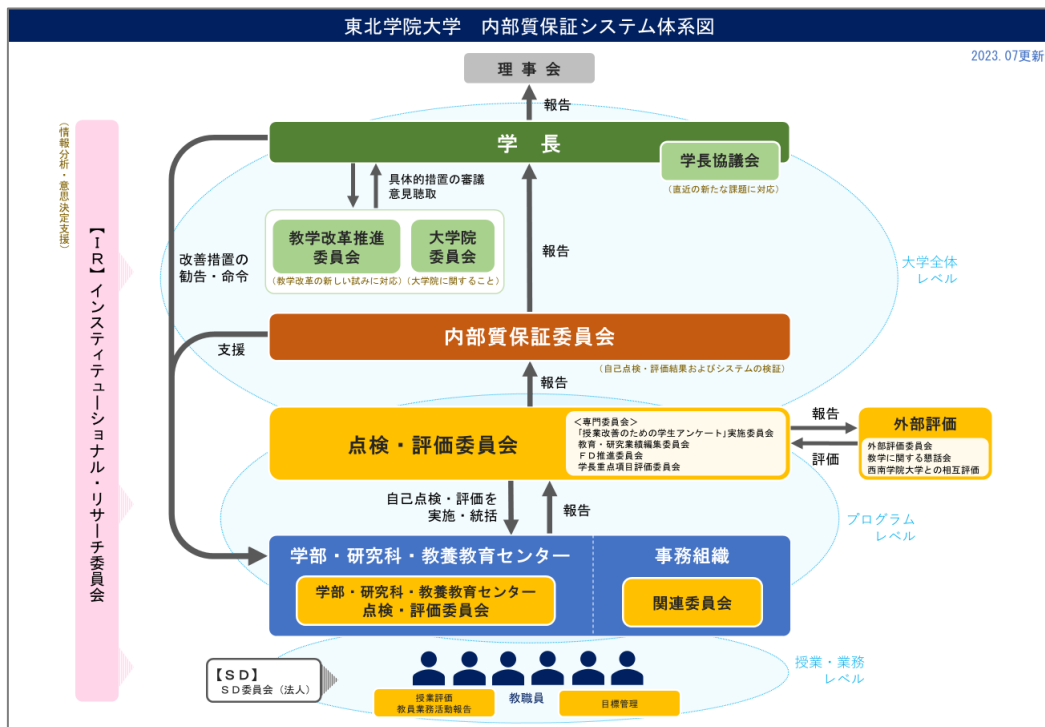 東北学院大学　内部質保証システム体系図
2023.07更新
理事会
報告
学　長
学長協議会
(直近の新たな課題に対応)
具体的措置の審議
意見聴取
教学改革推進
委員会
(教学改革の新しい試みに対応)
大学院
委員会
(大学院に関すること)
改善措置の
勧告・命令
報告
大学全体
レベル
支援
内部質保証委員会
(自己点検・評価結果およびシステムの検証)
報告
点検・評価委員会
＜専門委員会＞
「授業改善のための学生アンケート」実施委員会
教育・研究業績編集委員会
ＦＤ推進委員会
学長重点項目評価委員会
報告
評価
外部評価
外部評価委員会
教学に関する懇話会
西南学院大学との相互評価
自己点検・評価を
実施・統括
報告
プログラム
レベル
学部・研究科・教養教育センター
学部・研究科・教養教育センター
点検・評価委員会
事務組織
関連委員会
授業・業務
レベル
【ＳＤ】
ＳＤ委員会（法人）
教職員
授業評価
教員業務活動報告
目標管理
(情報分析・意思決定支援)
【ＩＲ】インスティテューショナル・リサーチ委員会